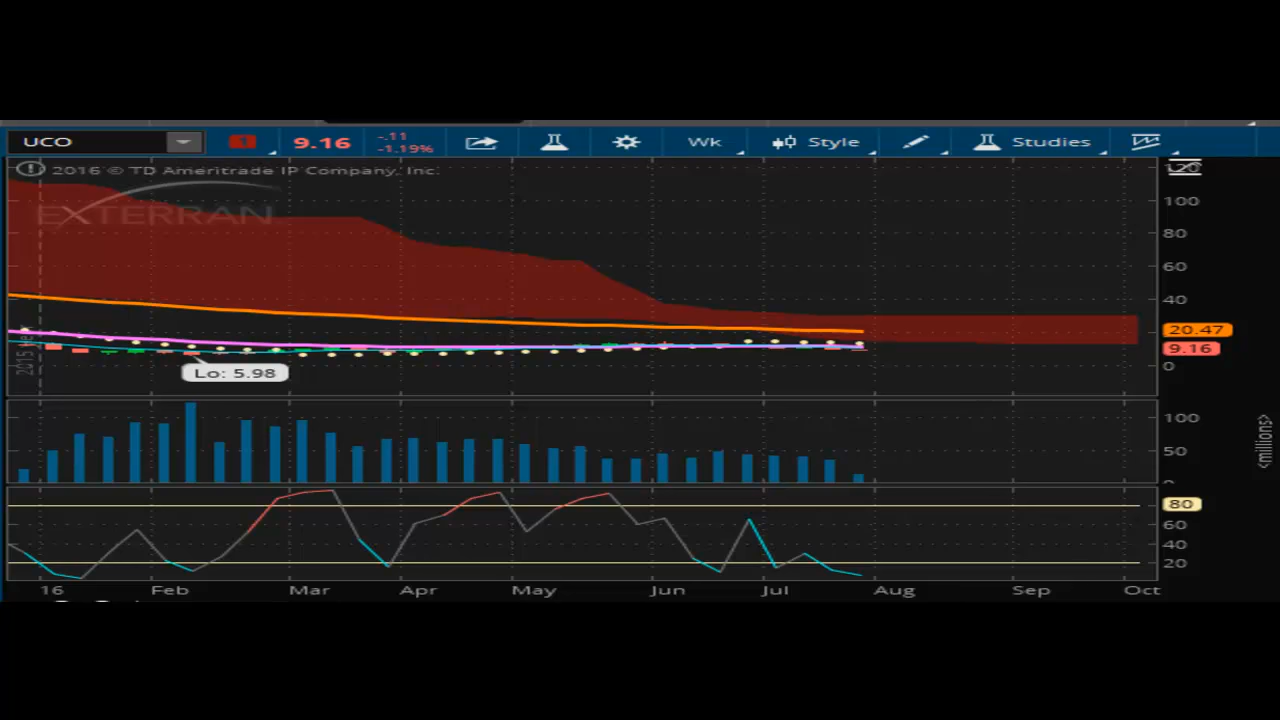 UCO 1 9.16 -.11 -1.19% Wk Style Studies
2016 © TD Ameritrade IP Company, Inc.
EXTERRAN
120
100
80
60
40
20.47
9.16
0
Lo: 5.98
100
50
<millions>
80
60
40
20
16 Feb Mar Apr May Jun Jul Aug Sep Oct